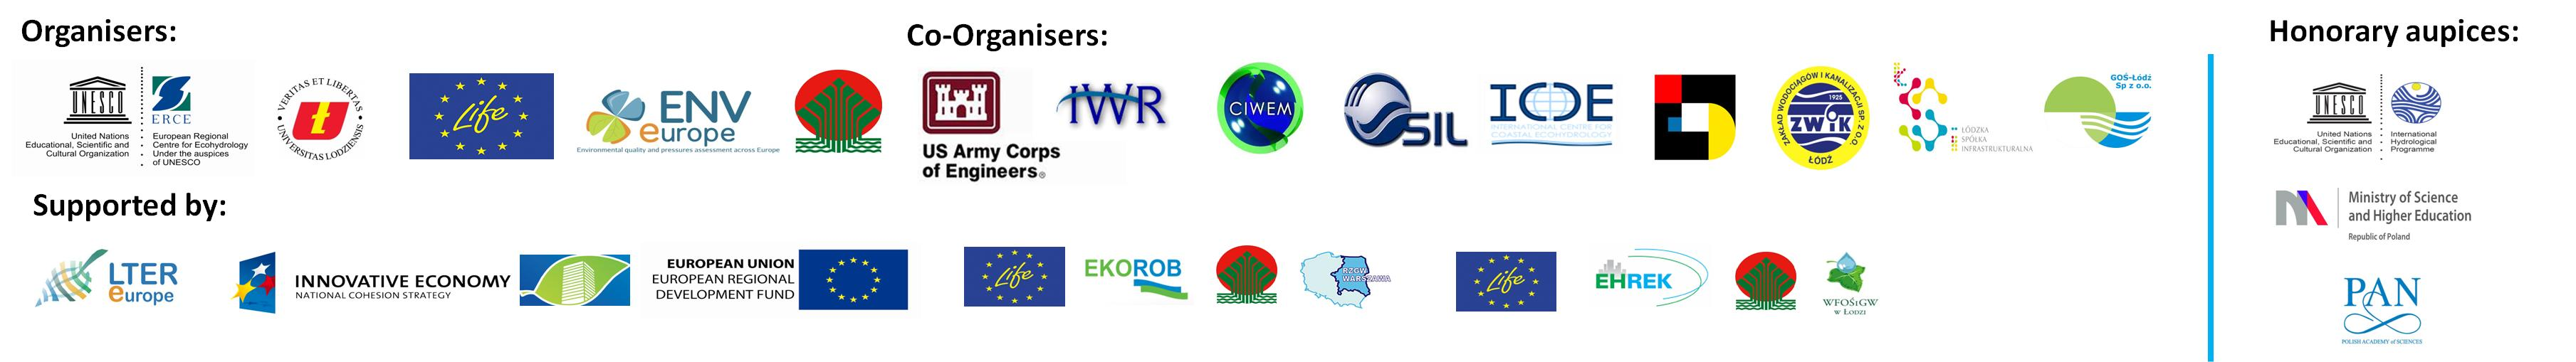 Organisers:
UNESCO
United Nations
Educational, Scientific and
Cultural Organization
ERCE
European Regional
Centre for Ecohydrology
Under the auspices
of UNESCO
VERITAS ET LIBERTAS
UNIVERSITAS LODZIENSIS
Life
ENV
europe
Environmental quality and pressures assessment across Europe
Co-Organisers:
US Army Corps
of Engineers®
IWR
CIWEM
SIL
ICCE
INTERNATIONAL CENTRE FOR
COASTAL ECOHYDROLOGY
ZAKŁAD WODOCIĄGÓW I KANALIZACJI SP. Z O.O.
1925
ZWiK
ŁÓDŹ
ŁÓDZKA
SPÓŁKA
INFRASTRUKTURALNA
GOŚ-Łódź
Sp z o.o.
Honorary aupices:
UNESCO
United Nations
Educational, Scientific and
Cultural Organization
International
Hydrological
Programme
Ministry of Science
and Higher Education
Republic of Poland
PAN
POLISH ACADEMY of SCIENCES
Supported by:
LTER
europe
INNOVATIVE ECONOMY
NATIONAL COHESION STRATEGY
EUROPEAN UNION
EUROPEAN REGIONAL
DEVELOPMENT FUND
Life
EKOROB
RZGW
WARSZAWA
Life
EHREK
WFOŚiGW
w Łodzi